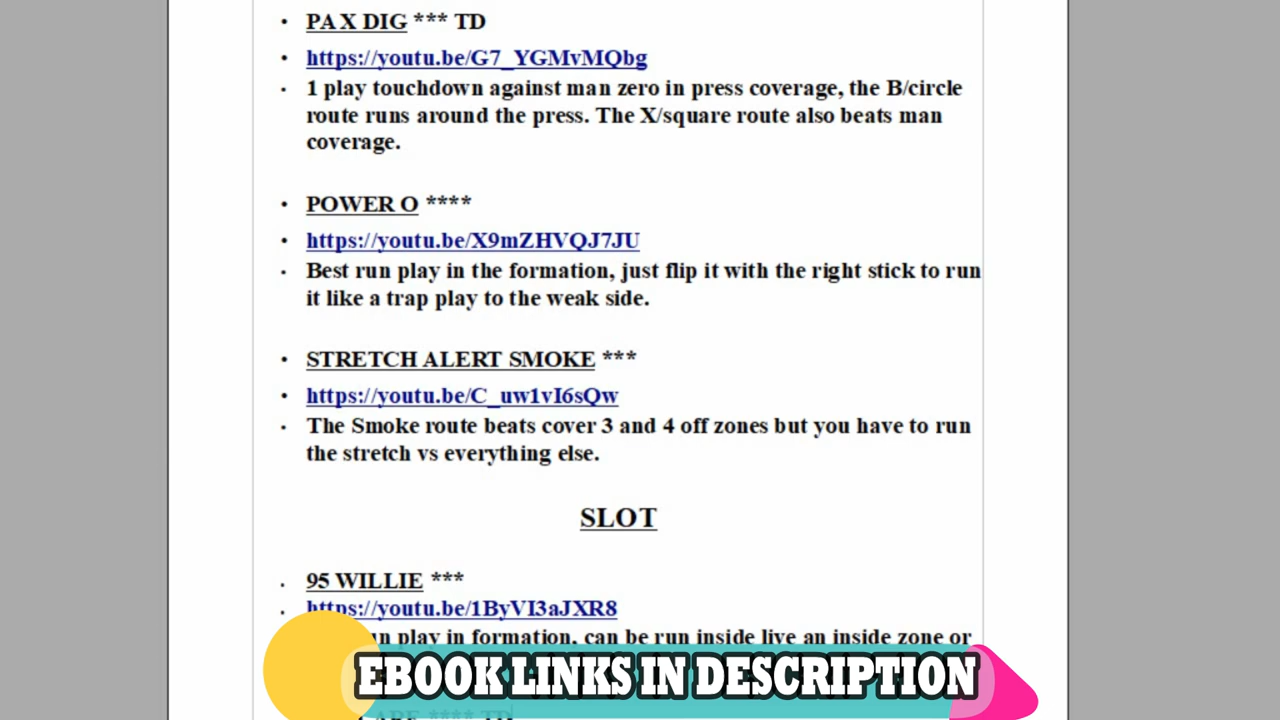 PA X DIG *** TD
https://youtu.be/G7_YGMvMQbg
1 play touchdown against man zero in press coverage, the B/circle
route runs around the press. The X/square route also beats man
coverage.
POWER O ****
https://youtu.be/X9mZHVQJ7JU
Best run play in the formation, just flip it with the right stick to run
it like a trap play to the weak side.
STRETCH ALERT SMOKE ***
https://youtu.be/C_uw1vI6sQw
The Smoke route beats cover 3 and 4 off zones but you have to run
the stretch vs everything else.
SLOT
95 WILLIE ***
https://youtu.be/1ByVI3aJXR8
play in formation, can be run inside live an inside zone or
EBOOK LINKS IN DESCRIPTION